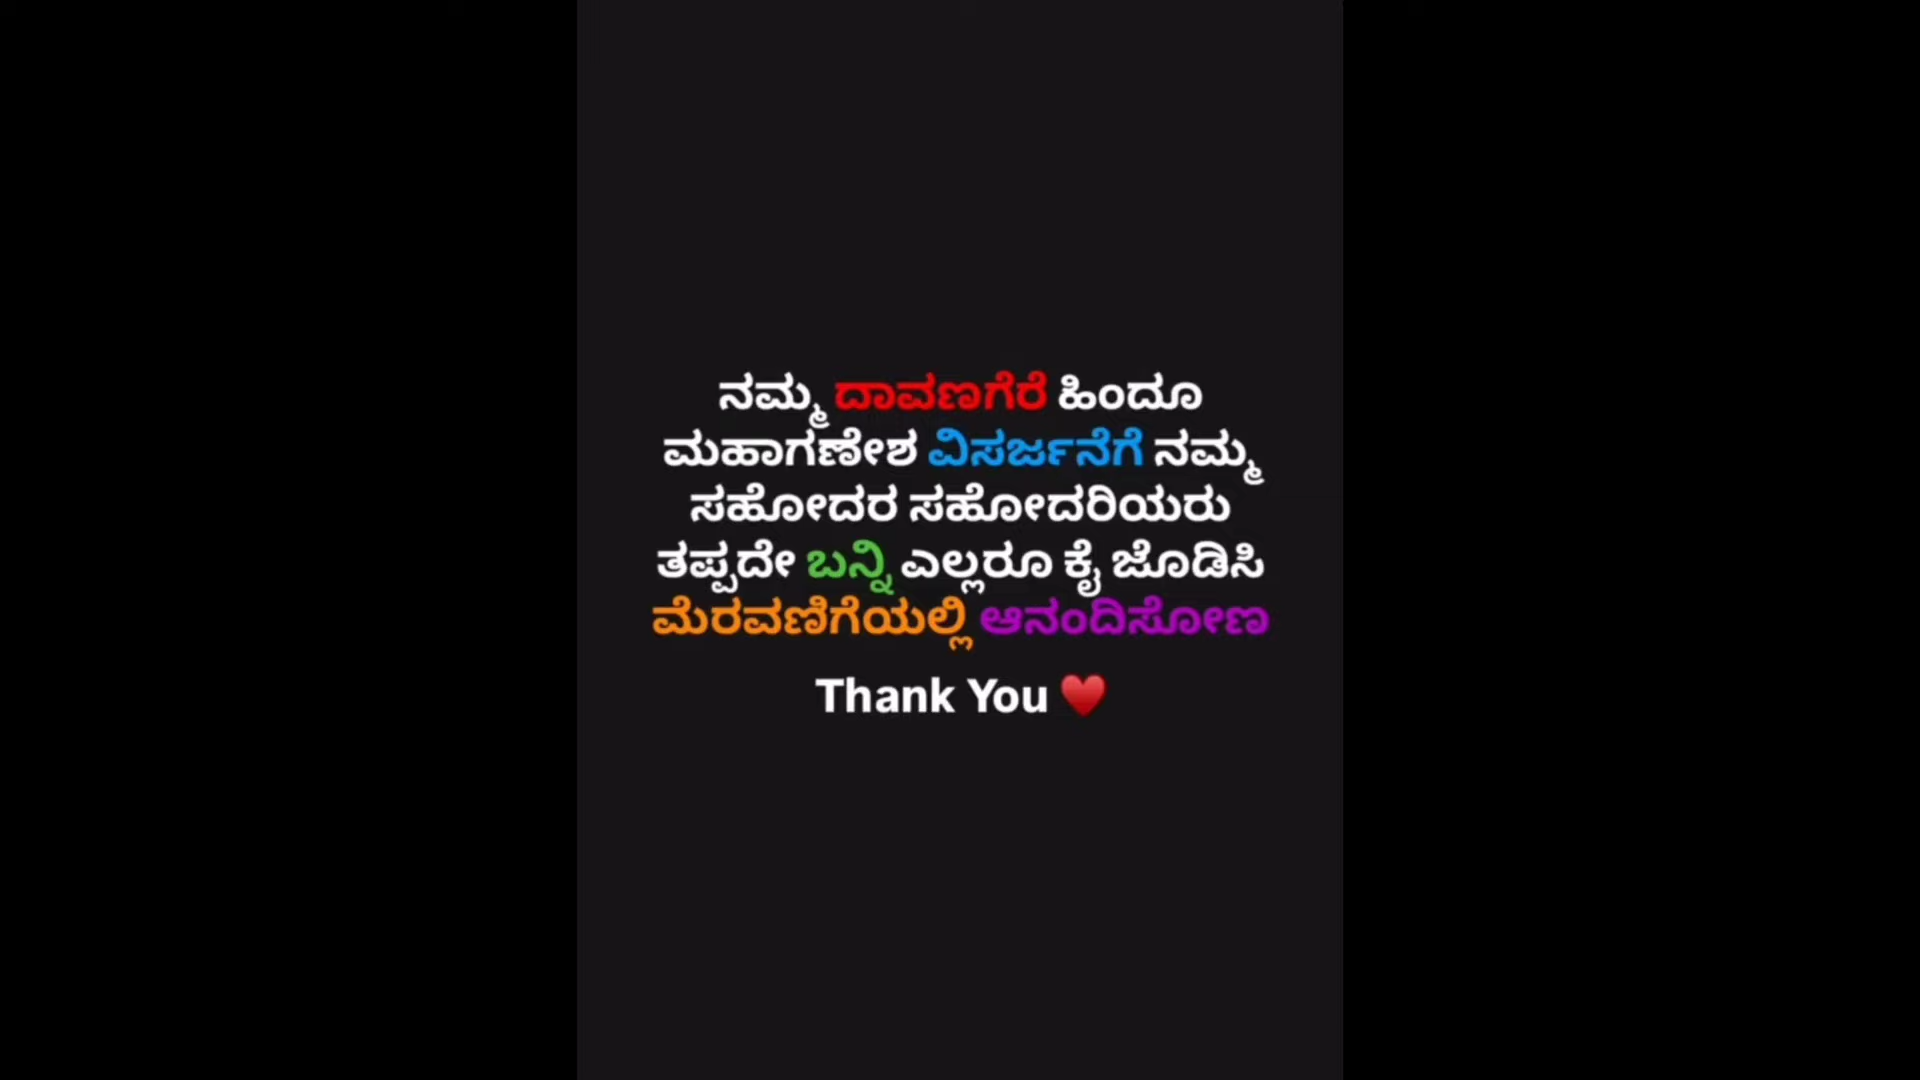 ನಮ್ಮ ದಾವಣಗೆರೆ ಹಿಂದೂ
ಮಹಾಗಣೇಶ ವಿಸರ್ಜನೆಗೆ ನಮ್ಮ
ಸಹೋದರ ಸಹೋದರಿಯರು
ತಪ್ಪದೇ ಬನ್ನಿ ಎಲ್ಲರೂ ಕೈ ಜೊಡಿಸಿ
ಮೆರವಣಿಗೆಯಲ್ಲಿ ಆನಂದಿಸೋಣ
Thank You ♥️